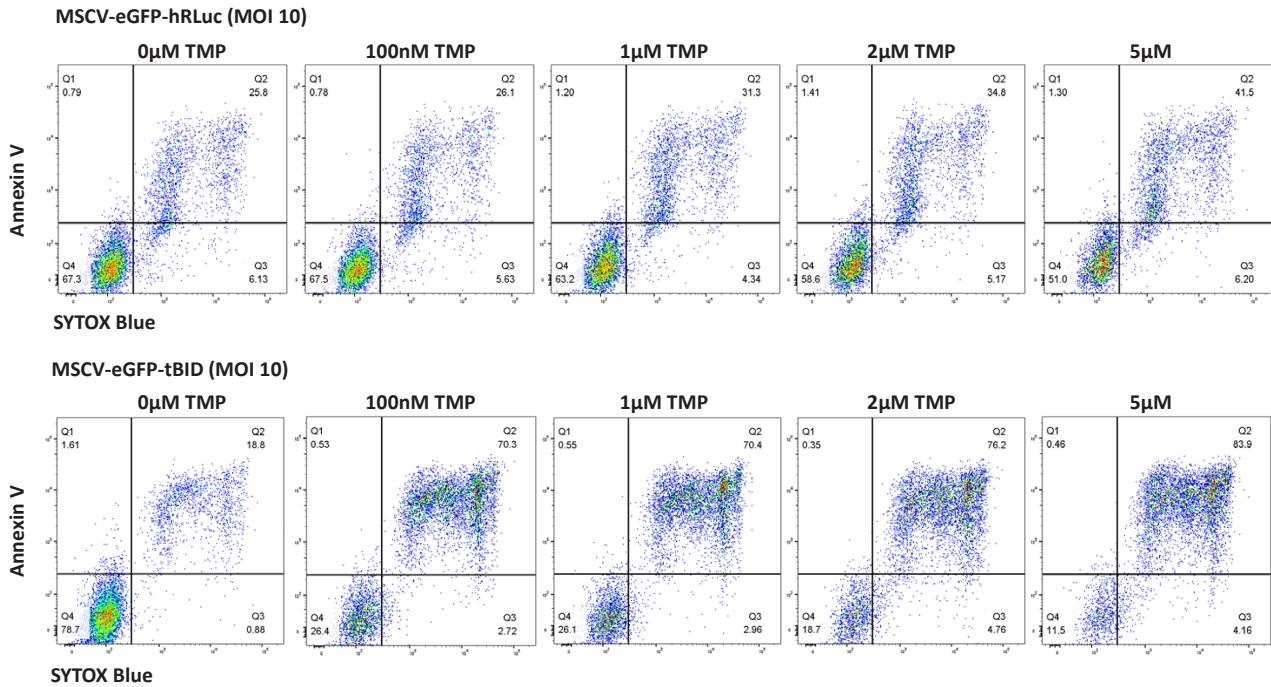 MSCV-eGFP-hRLuc (MOI 10)
0µM TMP 100nM TMP 1µM TMP 2µM TMP 5µM
Annexin V
Q1 0.79 Q2 25.8 Q4 67.3 Q3 6.13
Q1 0.78 Q2 26.1 Q4 67.5 Q3 5.63
Q1 1.20 Q2 31.3 Q4 63.2 Q3 4.34
Q1 1.41 Q2 34.8 Q4 58.6 Q3 5.17
Q1 1.30 Q2 41.5 Q4 51.0 Q3 6.20
SYTOX Blue
MSCV-eGFP-tBID (MOI 10)
0µM TMP 100nM TMP 1µM TMP 2µM TMP 5µM
Annexin V
Q1 1.61 Q2 18.8 Q4 78.7 Q3 0.88
Q1 0.53 Q2 70.3 Q4 26.4 Q3 2.72
Q1 0.55 Q2 70.4 Q4 26.1 Q3 2.96
Q1 0.35 Q2 76.2 Q4 18.7 Q3 4.76
Q1 0.46 Q2 83.9 Q4 11.5 Q3 4.16
SYTOX Blue